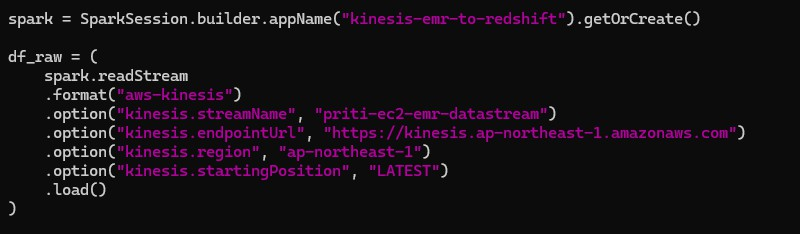 spark = SparkSession.builder.appName("kinesis-emr-to-redshift").getOrCreate()

df_raw = (
    spark.readStream
    .format("aws-kinesis")
    .option("kinesis.streamName", "priti-ec2-emr-datastream")
    .option("kinesis.endpointUrl", "https://kinesis.ap-northeast-1.amazonaws.com")
    .option("kinesis.region", "ap-northeast-1")
    .option("kinesis.startingPosition", "LATEST")
    .load()
)